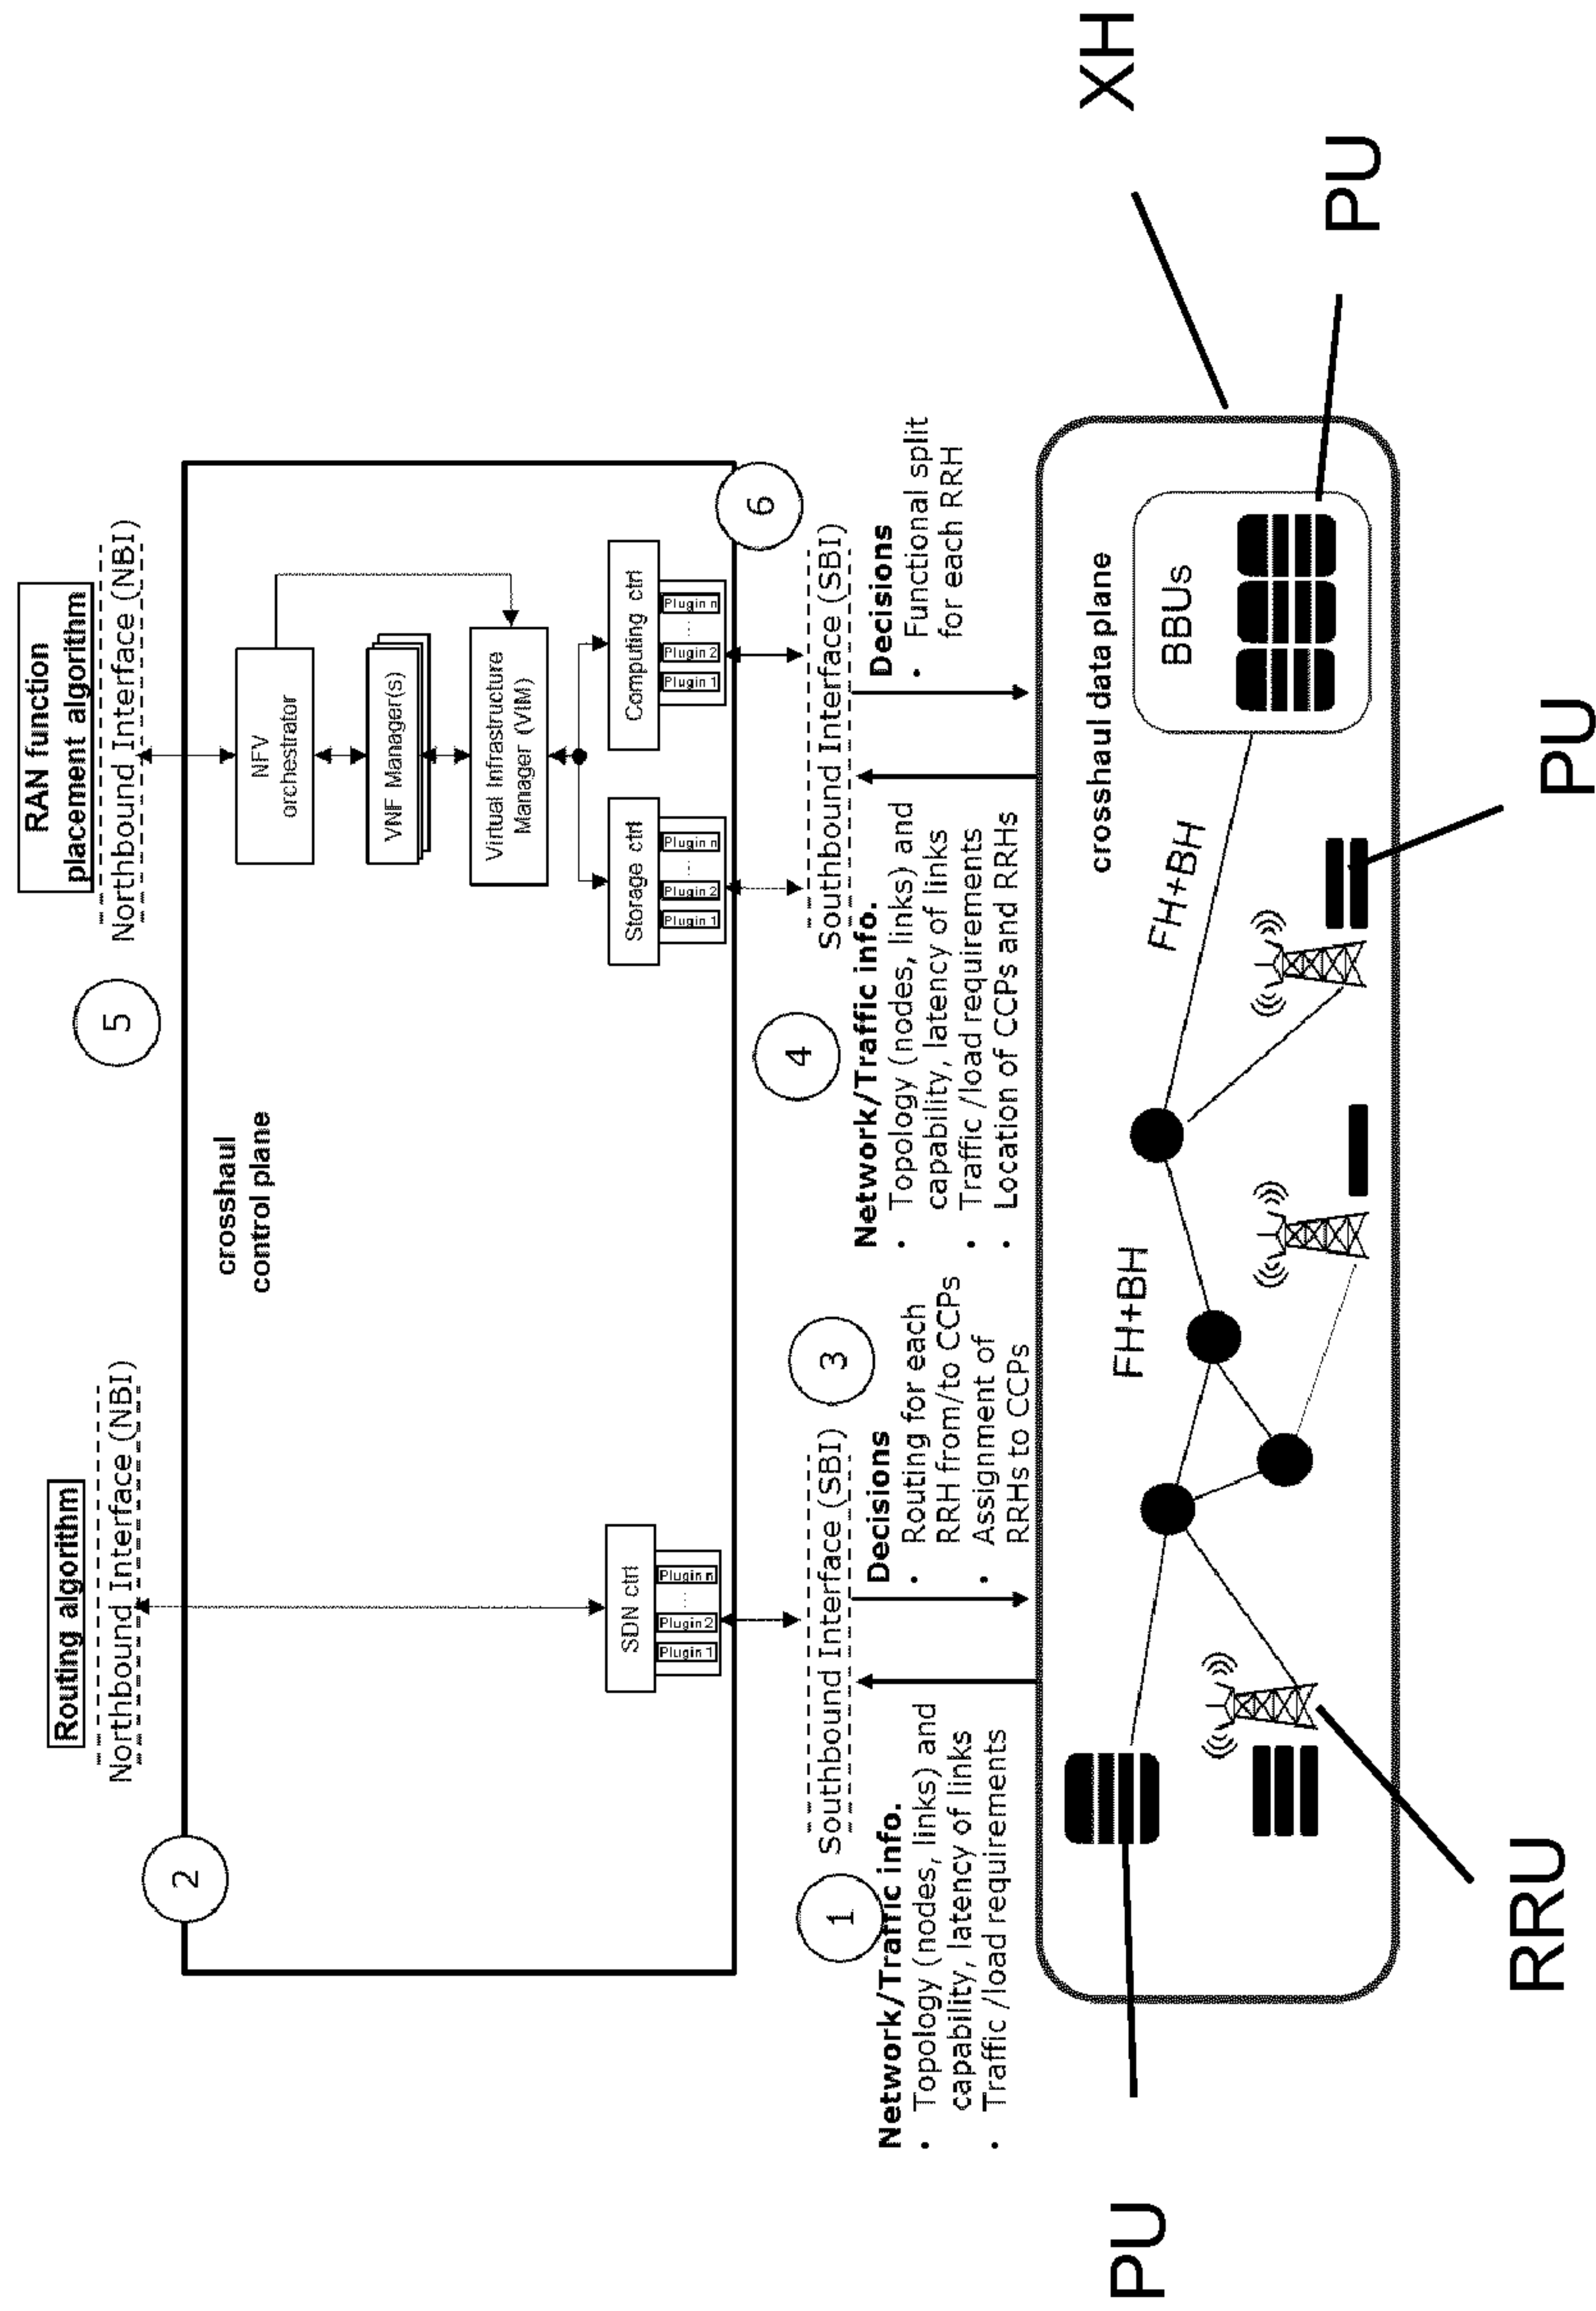 Routing algorithm
Northbound Interface (NBI)
RAN function
placement algorithm
Northbound Interface (NBI)
2
5
crosshaul
control plane
NFV
orchestrator
VNF Manager(s)
Virtual Infrastructure
Manager (VIM)
SDN ctrl
Plugin 1
Plugin 2
...
Plugin n
Storage ctrl
Plugin 1
Plugin 2
...
Plugin n
Computing ctrl
Plugin 1
Plugin 2
...
Plugin n
6
1
Southbound Interface (SBI)
3
4
Southbound Interface (SBI)
Network/Traffic info.
• Topology (nodes, links) and
capability, latency of links
• Traffic /load requirements
Decisions
• Routing for each
RRH from/to CCPs
• Assignment of
RRHs to CCPs
Network/Traffic info.
• Topology (nodes, links) and
capability, latency of links
• Traffic /load requirements
• Location of CCPs and RRHs
Decisions
• Functional split
for each RRH
crosshaul data plane
FH+BH
FH+BH
BBUs
PU
RRU
PU
PU
XH